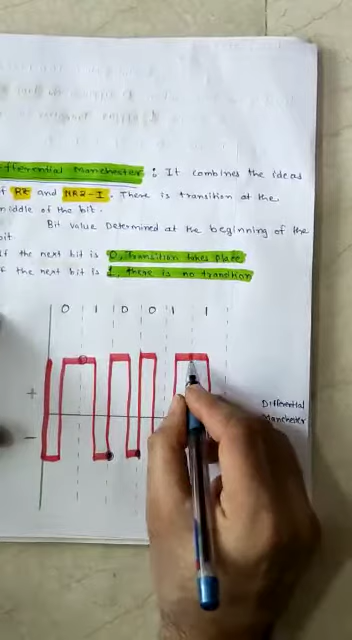 ifferential Manchester : It combines the ideas
f RZ and NRZ-I. There is transition at the
middle of the bit.
Bit value Determined at the beginning of the
bit
if the next bit is 0, Transition takes place
if the next bit is 1, there is no trandtion
0 1 0 0 1 1
+
Differential
Manchester
-